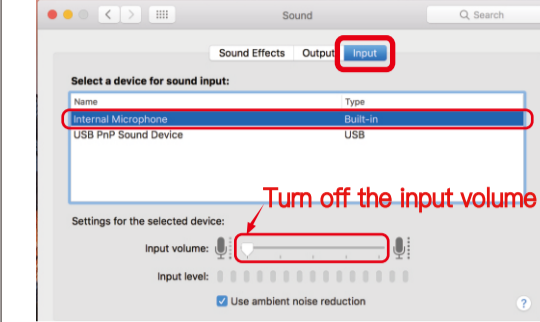 Sound
Search
Sound Effects Output Input
Select a device for sound input:
Name Type
Internal Microphone Built-in
USB PnP Sound Device USB
Turn off the input volume
Settings for the selected device:
Input volume:
Input level:
Use ambient noise reduction
?